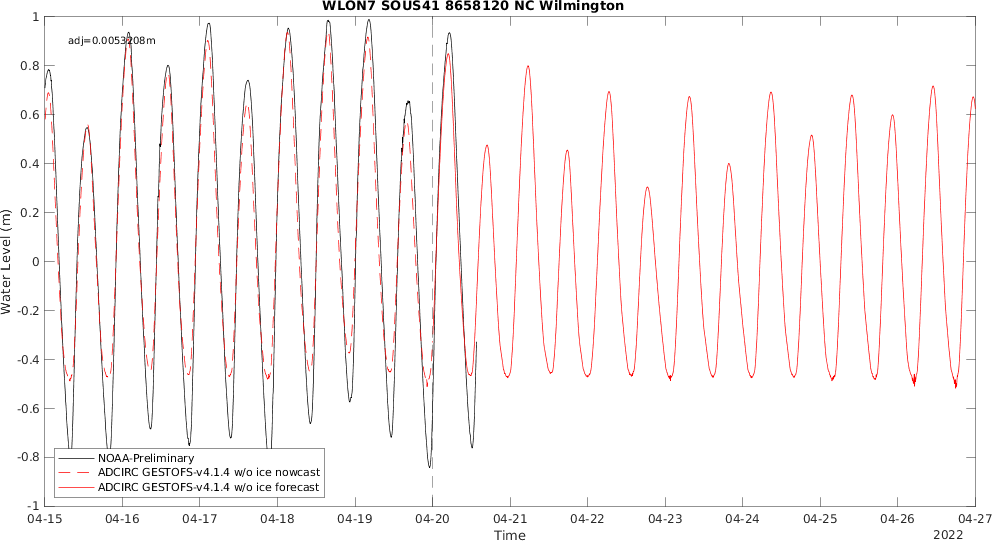 WLON7 SOUS41 8658120 NC Wilmington
adj=0.0053208m
Water Level (m)
1
0.8
0.6
0.4
0.2
0
-0.2
-0.4
-0.6
-0.8
-1
NOAA-Preliminary
ADCIRC GESTOFS-v4.1.4 w/o ice nowcast
ADCIRC GESTOFS-v4.1.4 w/o ice forecast
04-15 04-16 04-17 04-18 04-19 04-20 04-21 04-22 04-23 04-24 04-25 04-26 04-27
Time
2022